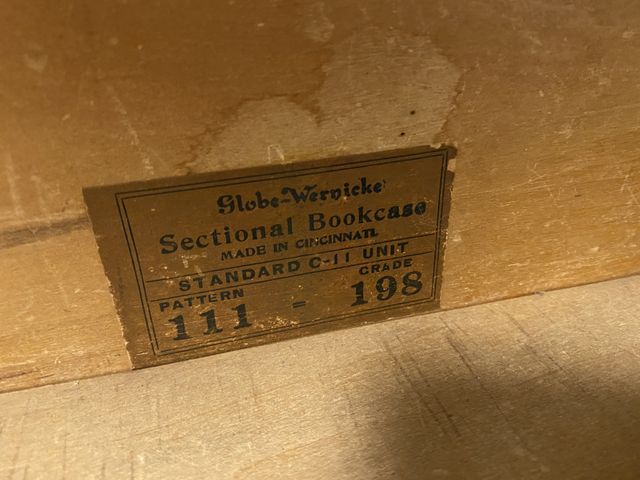 Globe-Wernicke
Sectional Bookcase
MADE IN CINCINNATI
STANDARD C-11 UNIT
PATTERN GRADE
111 - 198